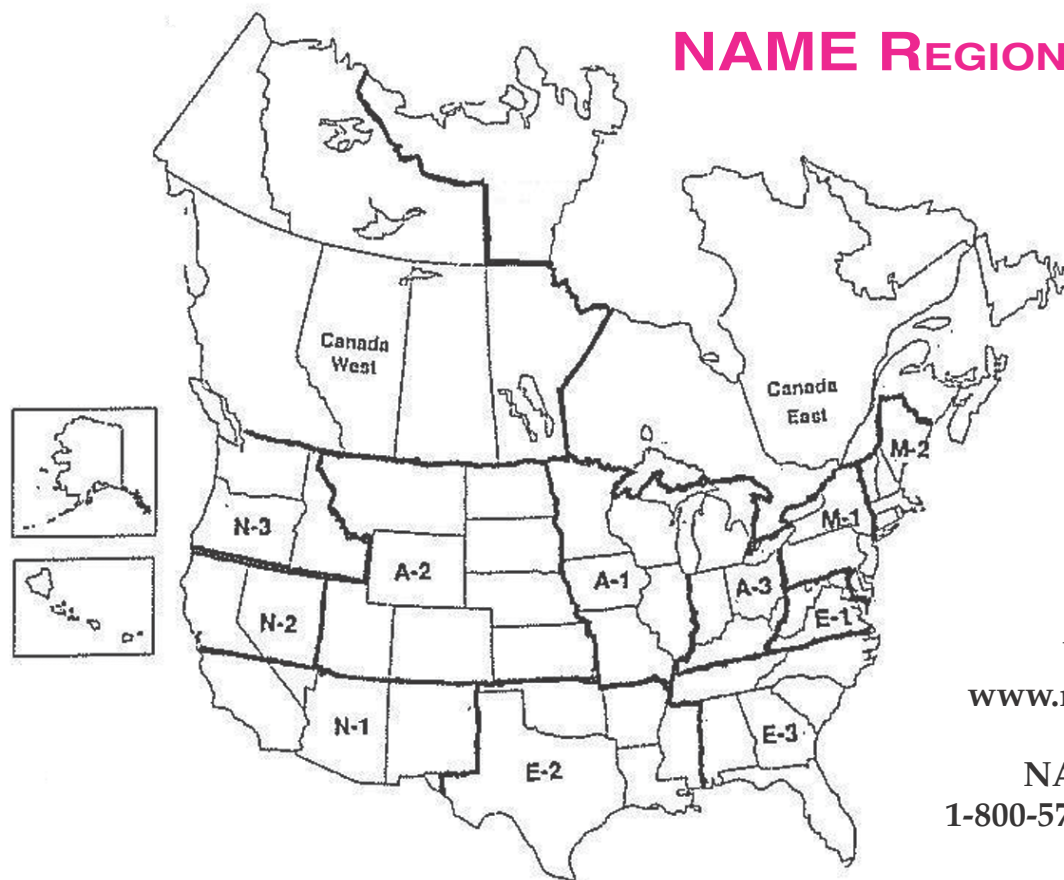 NAME REGION
Canada
West
Canada
East
M-2
N-3
M-1
A-2
A-1
A-3
N-2
E-1
www.
N-1
E-3
E-2
NA
1-800-57